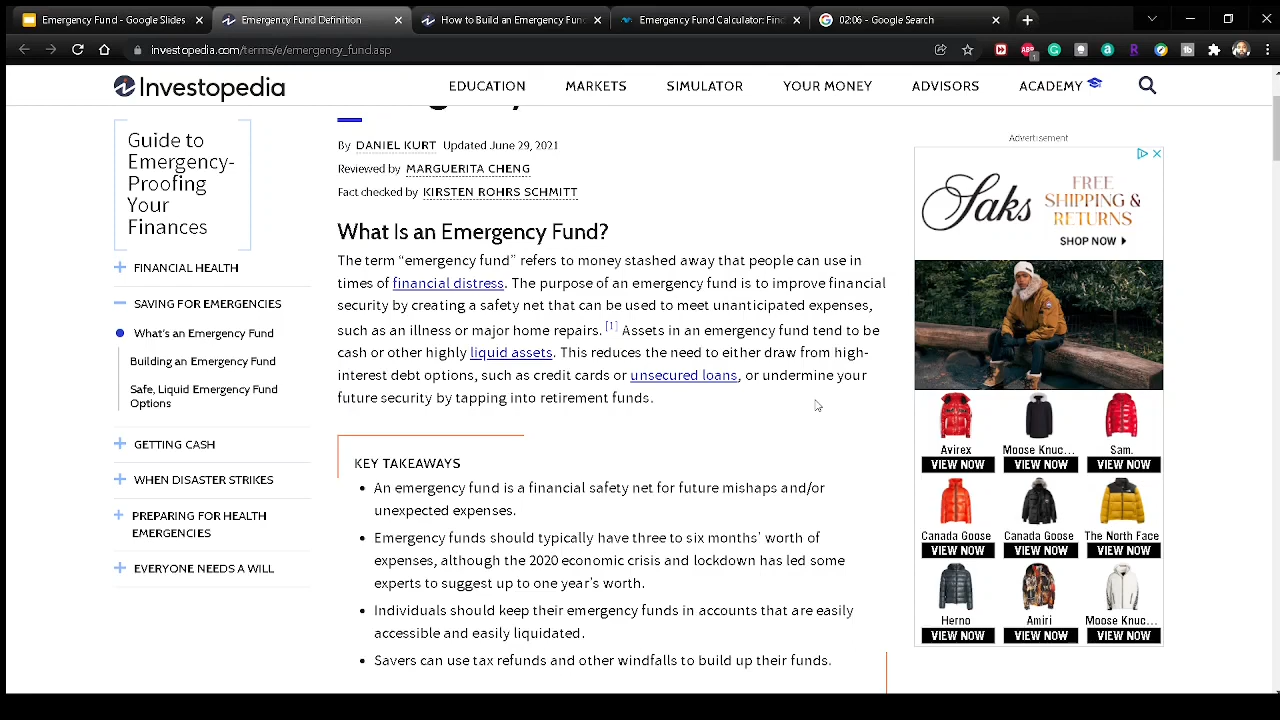 Emergency Fund - Google Slides
Emergency Fund Definition
How to build an Emergency Fun
Emergency Fund Calculator Finc
02:06 - Google Search
investopedia.com/terms/e/emergency_fund.asp
Investopedia
EDUCATION
MARKETS
SIMULATOR
YOUR MONEY
ADVISORS
ACADEMY
Guide to
Emergency-
Proofing
Your
Finances
FINANCIAL HEALTH
SAVING FOR EMERGENCIES
What's an Emergency Fund
Building an Emergency Fund
Safe, Liquid Emergency Fund
Options
GETTING CASH
WHEN DISASTER STRIKES
PREPARING FOR HEALTH
EMERGENCIES
EVERYONE NEEDS A WILL
By DANIEL KURT Updated June 29, 2021
Reviewed by MARGUERITA CHENG
Fact checked by KIRSTEN ROHRS SCHMITT
What Is an Emergency Fund?
The term “emergency fund” refers to money stashed away that people can use in
times of financial distress. The purpose of an emergency fund is to improve financial
security by creating a safety net that can be used to meet unanticipated expenses,
such as an illness or major home repairs. [1] Assets in an emergency fund tend to be
cash or other highly liquid assets. This reduces the need to either draw from high-
interest debt options, such as credit cards or unsecured loans, or undermine your
future security by tapping into retirement funds.
KEY TAKEAWAYS
An emergency fund is a financial safety net for future mishaps and/or
unexpected expenses.
Emergency funds should typically have three to six months’ worth of
expenses, although the 2020 economic crisis and lockdown has led some
experts to suggest up to one year’s worth.
Individuals should keep their emergency funds in accounts that are easily
accessible and easily liquidated.
Savers can use tax refunds and other windfalls to build up their funds.
Advertisement
Saks
FREE
SHIPPING &
RETURNS
SHOP NOW
Avirex
Moose Knuc...
Sam.
VIEW NOW
VIEW NOW
VIEW NOW
Canada Goose
Canada Goose
The North Face
VIEW NOW
VIEW NOW
VIEW NOW
Herno
Amiri
Moose Knuc...
VIEW NOW
VIEW NOW
VIEW NOW